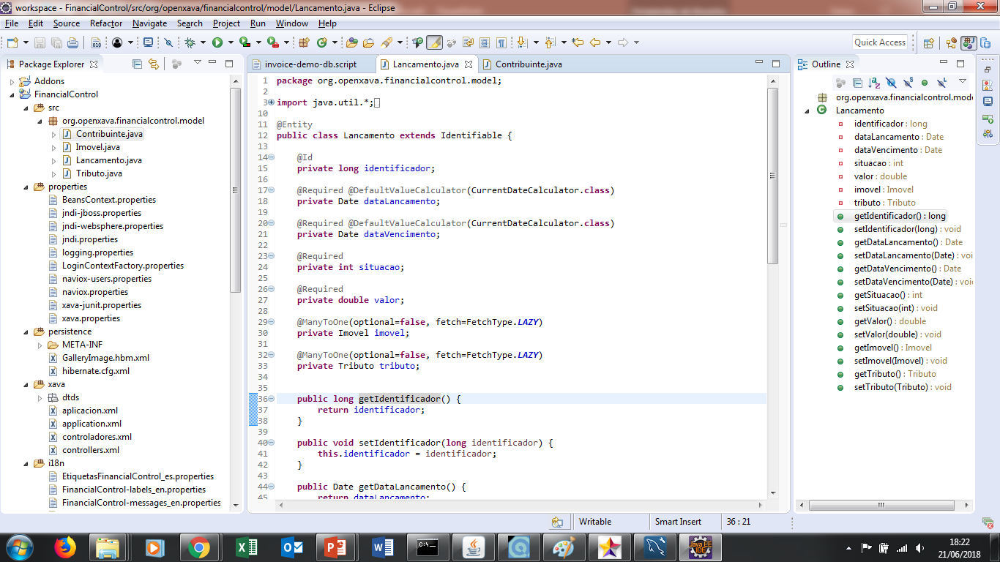 workspace - FinancialControl/src/org/openxava/financialcontrol/model/Lancamento.java - Eclipse
File Edit Source Refactor Navigate Search Project Run Window Help
Quick Access
Package Explorer
Addons
FinancialControl
src
org.openxava.financialcontrol.model
Contribuinte.java
Imovel.java
Lancamento.java
Tributo.java
properties
BeansContext.properties
jndi-jboss.properties
jndi-websphere.properties
jndi.properties
logging.properties
LoginContextFactory.properties
naviox-users.properties
naviox.properties
xava-junit.properties
xava.properties
persistence
META-INF
GalleryImage.hbm.xml
hibernate.cfg.xml
xava
dtds
aplicacion.xml
application.xml
controladores.xml
controllers.xml
i18n
EtiquetasFinancialControl_es.properties
FinancialControl-labels_en.properties
FinancialControl-messages_en.properties
invoice-demo-db.script Lancamento.java Contribuinte.java
1 package org.openxava.financialcontrol.model;
2
3 import java.util.*;
10
11 @Entity
12 public class Lancamento extends Identifiable {
13
14 @Id
15 private long identificador;
16
17 @Required @DefaultValueCalculator(CurrentDateCalculator.class)
18 private Date dataLancamento;
19
20 @Required @DefaultValueCalculator(CurrentDateCalculator.class)
21 private Date dataVencimento;
22
23 @Required
24 private int situacao;
25
26 @Required
27 private double valor;
28
29 @ManyToOne(optional=false, fetch=FetchType.LAZY)
30 private Imovel imovel;
31
32 @ManyToOne(optional=false, fetch=FetchType.LAZY)
33 private Tributo tributo;
34
35
36 public long getIdentificador() {
37 return identificador;
38 }
39
40 public void setIdentificador(long identificador) {
41 this.identificador = identificador;
42 }
43
44 public Date getDataLancamento() {
45 return dataLancamento;
Outline
org.openxava.financialcontrol.mod
Lancamento
identificador : long
dataLancamento : Date
dataVencimento : Date
situacao : int
valor : double
imovel : Imovel
tributo : Tributo
getIdentificador() : long
setIdentificador(long) : void
getDataLancamento() : Date
setDataLancamento(Date) : voi
getDataVencimento() : Date
setDataVencimento(Date) : voi
getSituacao() : int
setSituacao(int) : void
getValor() : double
setValor(double) : void
getImovel() : Imovel
setImovel(Imovel) : void
getTributo() : Tributo
setTributo(Tributo) : void
Writable Smart Insert 36 : 21
Java EE
IDE
18:22
21/06/2018